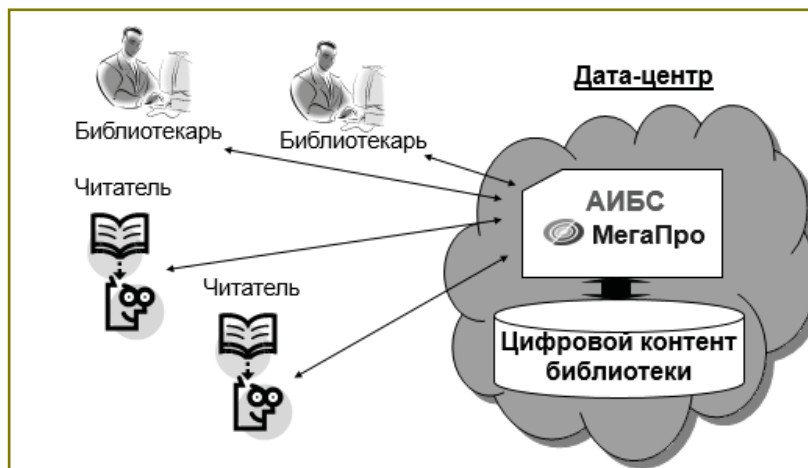 Библиотекарь
Библиотекарь
Дата-центр
Читатель
Читатель
АИБС
МегаПро
Цифровой контент
библиотеки